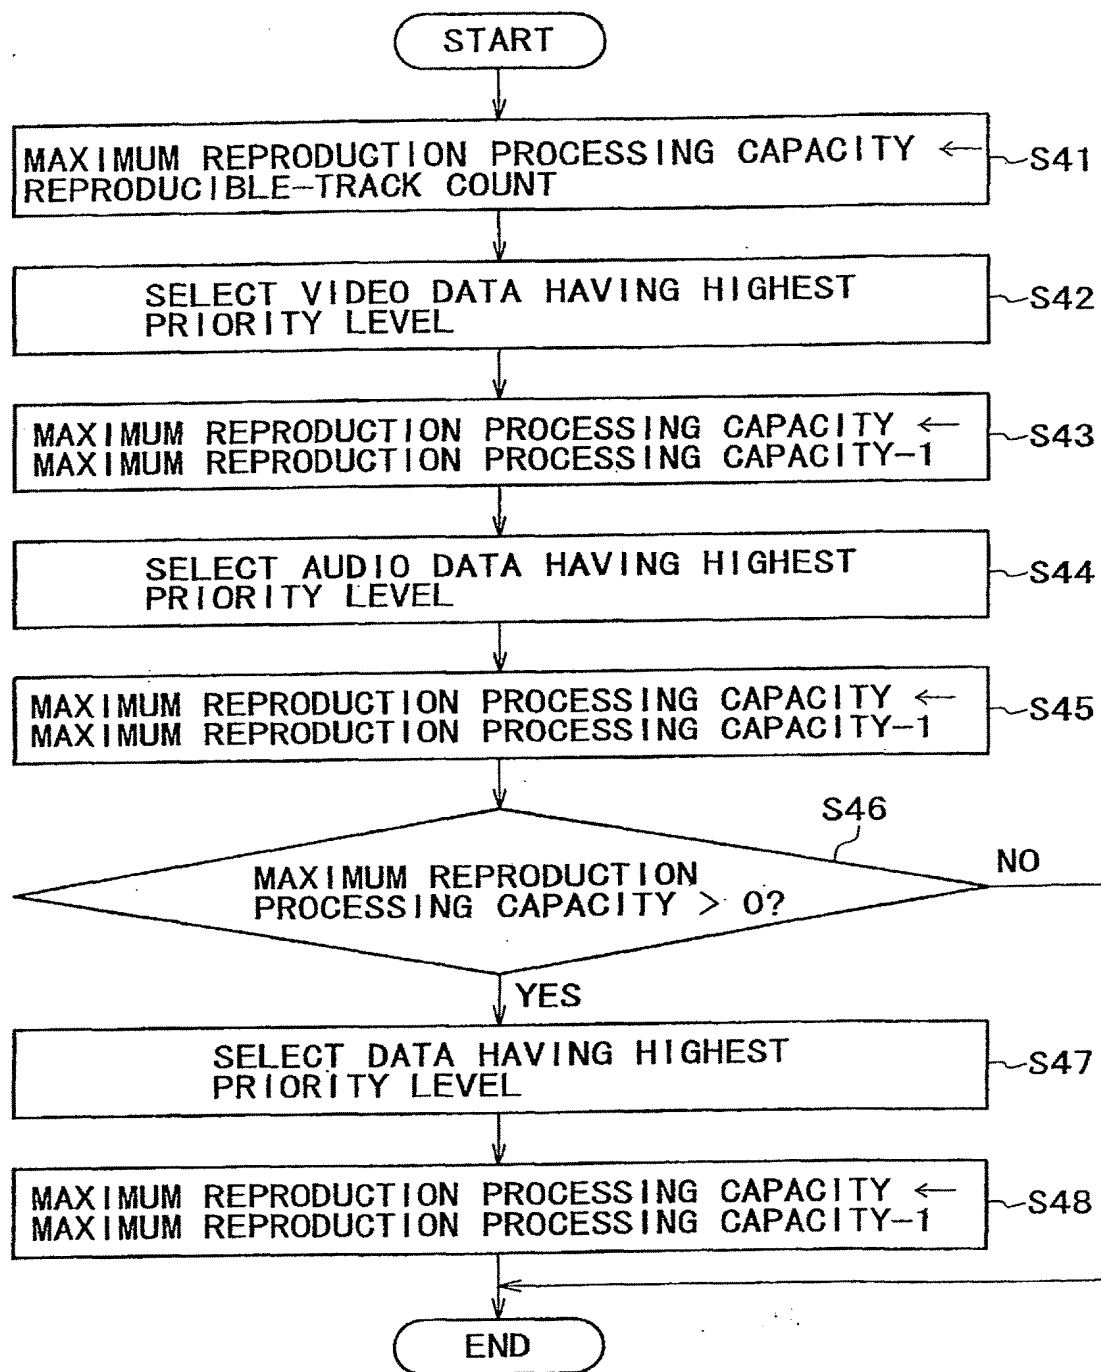 START
MAXIMUM REPRODUCTION PROCESSING CAPACITY ←
REPRODUCIBLE-TRACK COUNT
S41
SELECT VIDEO DATA HAVING HIGHEST
PRIORITY LEVEL
S42
MAXIMUM REPRODUCTION PROCESSING CAPACITY ←
MAXIMUM REPRODUCTION PROCESSING CAPACITY-1
S43
SELECT AUDIO DATA HAVING HIGHEST
PRIORITY LEVEL
S44
MAXIMUM REPRODUCTION PROCESSING CAPACITY ←
MAXIMUM REPRODUCTION PROCESSING CAPACITY-1
S45
S46
MAXIMUM REPRODUCTION
PROCESSING CAPACITY > 0?
NO
YES
SELECT DATA HAVING HIGHEST
PRIORITY LEVEL
S47
MAXIMUM REPRODUCTION PROCESSING CAPACITY ←
MAXIMUM REPRODUCTION PROCESSING CAPACITY-1
S48
END